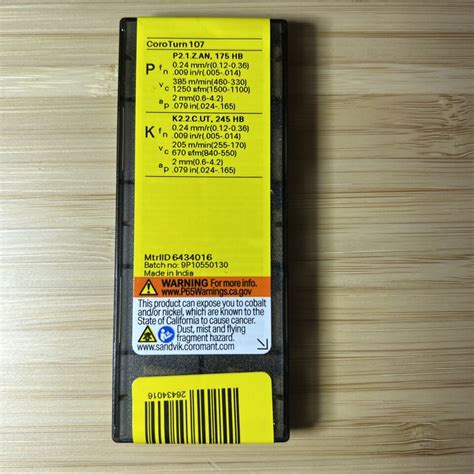 CoroTurn 107
P2.1.Z.AN, 175 HB
P fn 0.24 mm/r(0.12-0.36)
.009 in/r(.005-.014)
vc 385 m/min(460-330)
1250 sfm(1500-1100)
ap 2 mm(0.6-4.2)
.079 in(.024-.165)
K2.2.C.UT, 245 HB
K fn 0.24 mm/r(0.12-0.36)
.009 in/r(.005-.014)
vc 205 m/min(255-170)
670 sfm(840-550)
ap 2 mm(0.6-4.2)
.079 in(.024-.165)
MtrlID 6434016
Batch no: 9P10550130
Made in India
WARNING For more info.
www.P65Warnings.ca.gov
This product can expose you to cobalt
and/or nickel, which are known to the
State of California to cause cancer.
Dust, mist and flying
fragment hazard.
www.sandvik.coromant.com
26434016